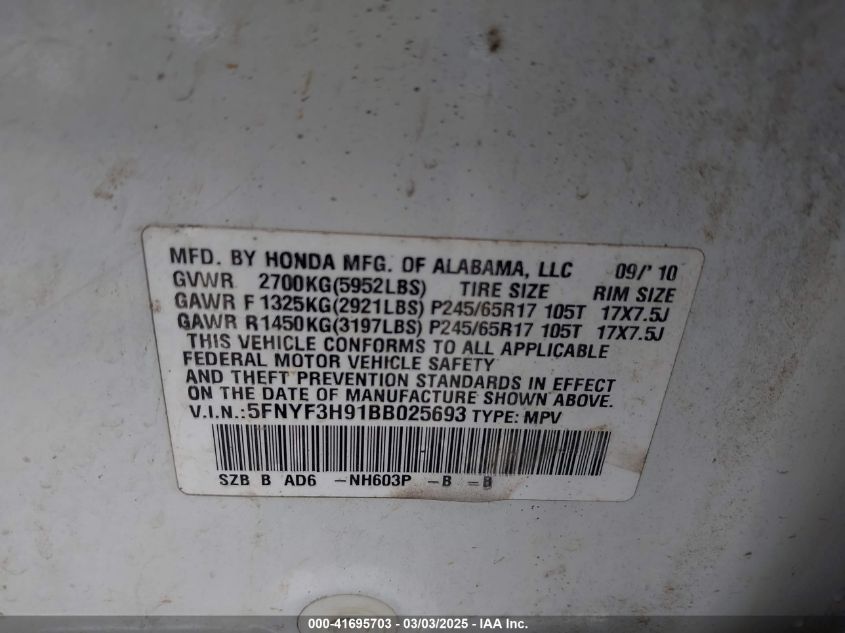 MFD. BY HONDA MFG. OF ALABAMA, LLC 09/' 10
GVWR 2700KG(5952LBS) TIRE SIZE RIM SIZE
GAWR F 1325KG(2921LBS) P245/65R17 105T 17X7.5J
GAWR R1450KG(3197LBS) P245/65R17 105T 17X7.5J
THIS VEHICLE CONFORMS TO ALL APPLICABLE
FEDERAL MOTOR VEHICLE SAFETY
AND THEFT PREVENTION STANDARDS IN EFFECT
ON THE DATE OF MANUFACTURE SHOWN ABOVE.
V.I.N.:5FNYF3H91BB025693 TYPE: MPV
SZB B AD6 -NH603P -B -B
000-41695703 — 03/03/2025 — IAA Inc.